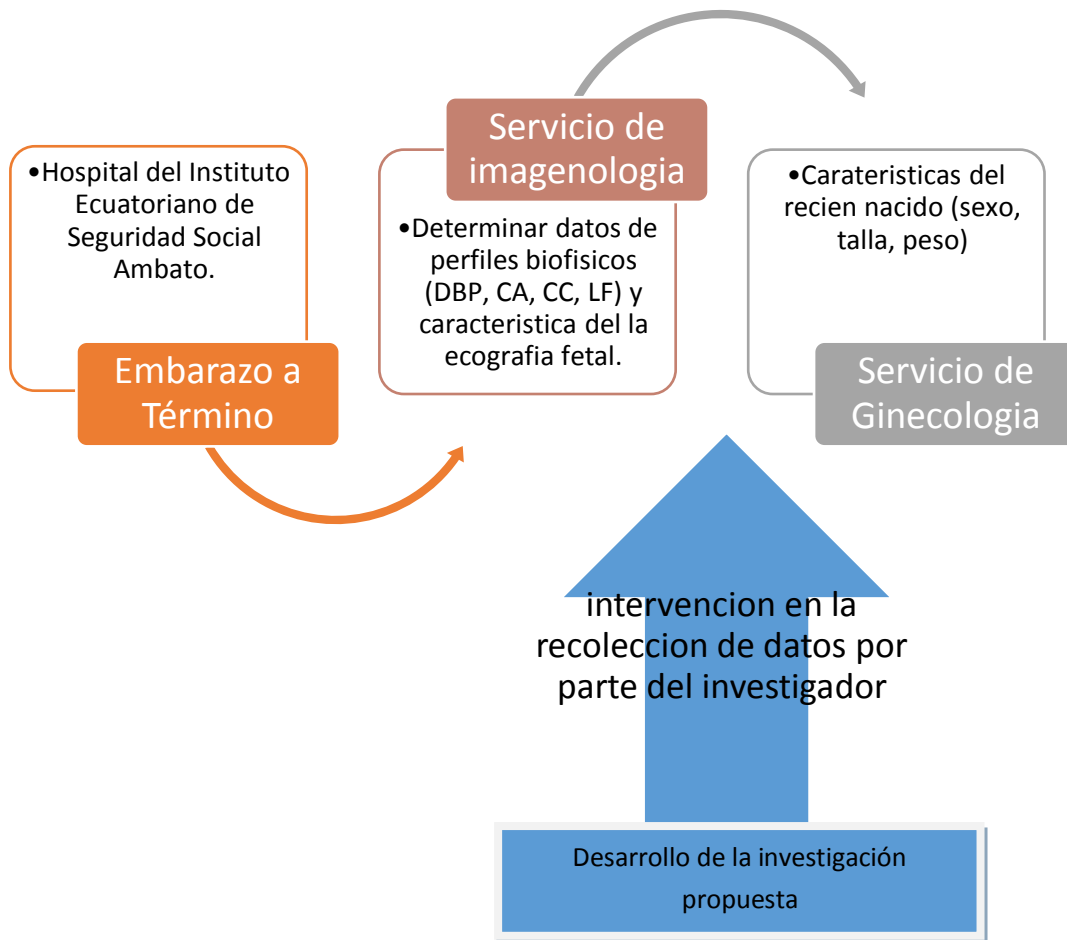 •Hospital del Instituto
Ecuatoriano de
Seguridad Social
Ambato.
Embarazo a
Término
Servicio de
imagenologia
•Determinar datos de
perfiles biofisicos
(DBP, CA, CC, LF) y
caracteristica del la
ecografia fetal.
•Carateristicas del
recien nacido (sexo,
talla, peso)
Servicio de
Ginecologia
intervencion en la
recoleccion de datos por
parte del investigador
Desarrollo de la investigación
propuesta